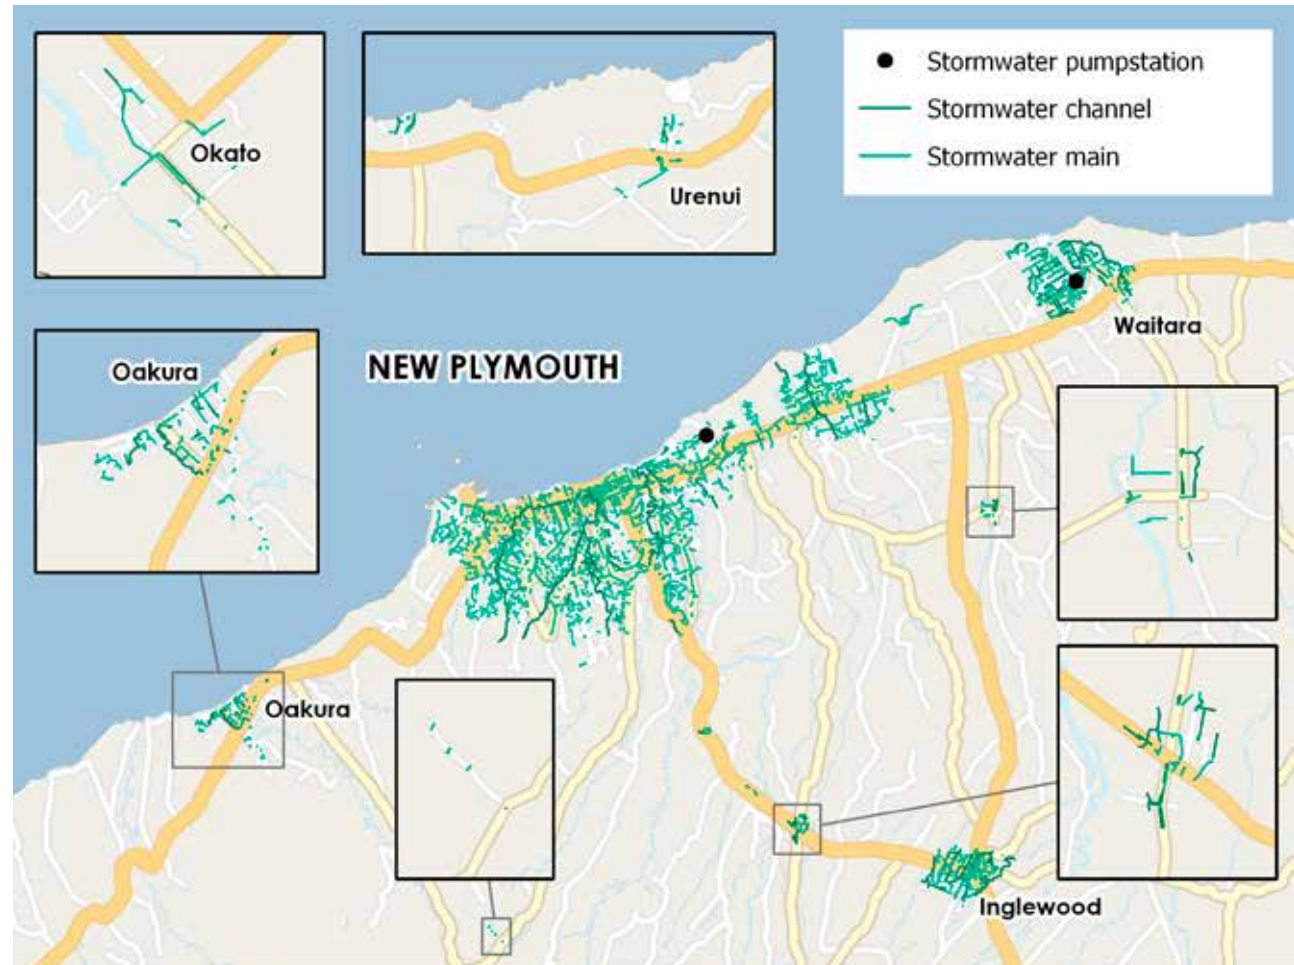 Okato
Urenui
Stormwater pumpstation
Stormwater channel
Stormwater main
Oakura
NEW PLYMOUTH
Waitara
Oakura
Inglewood